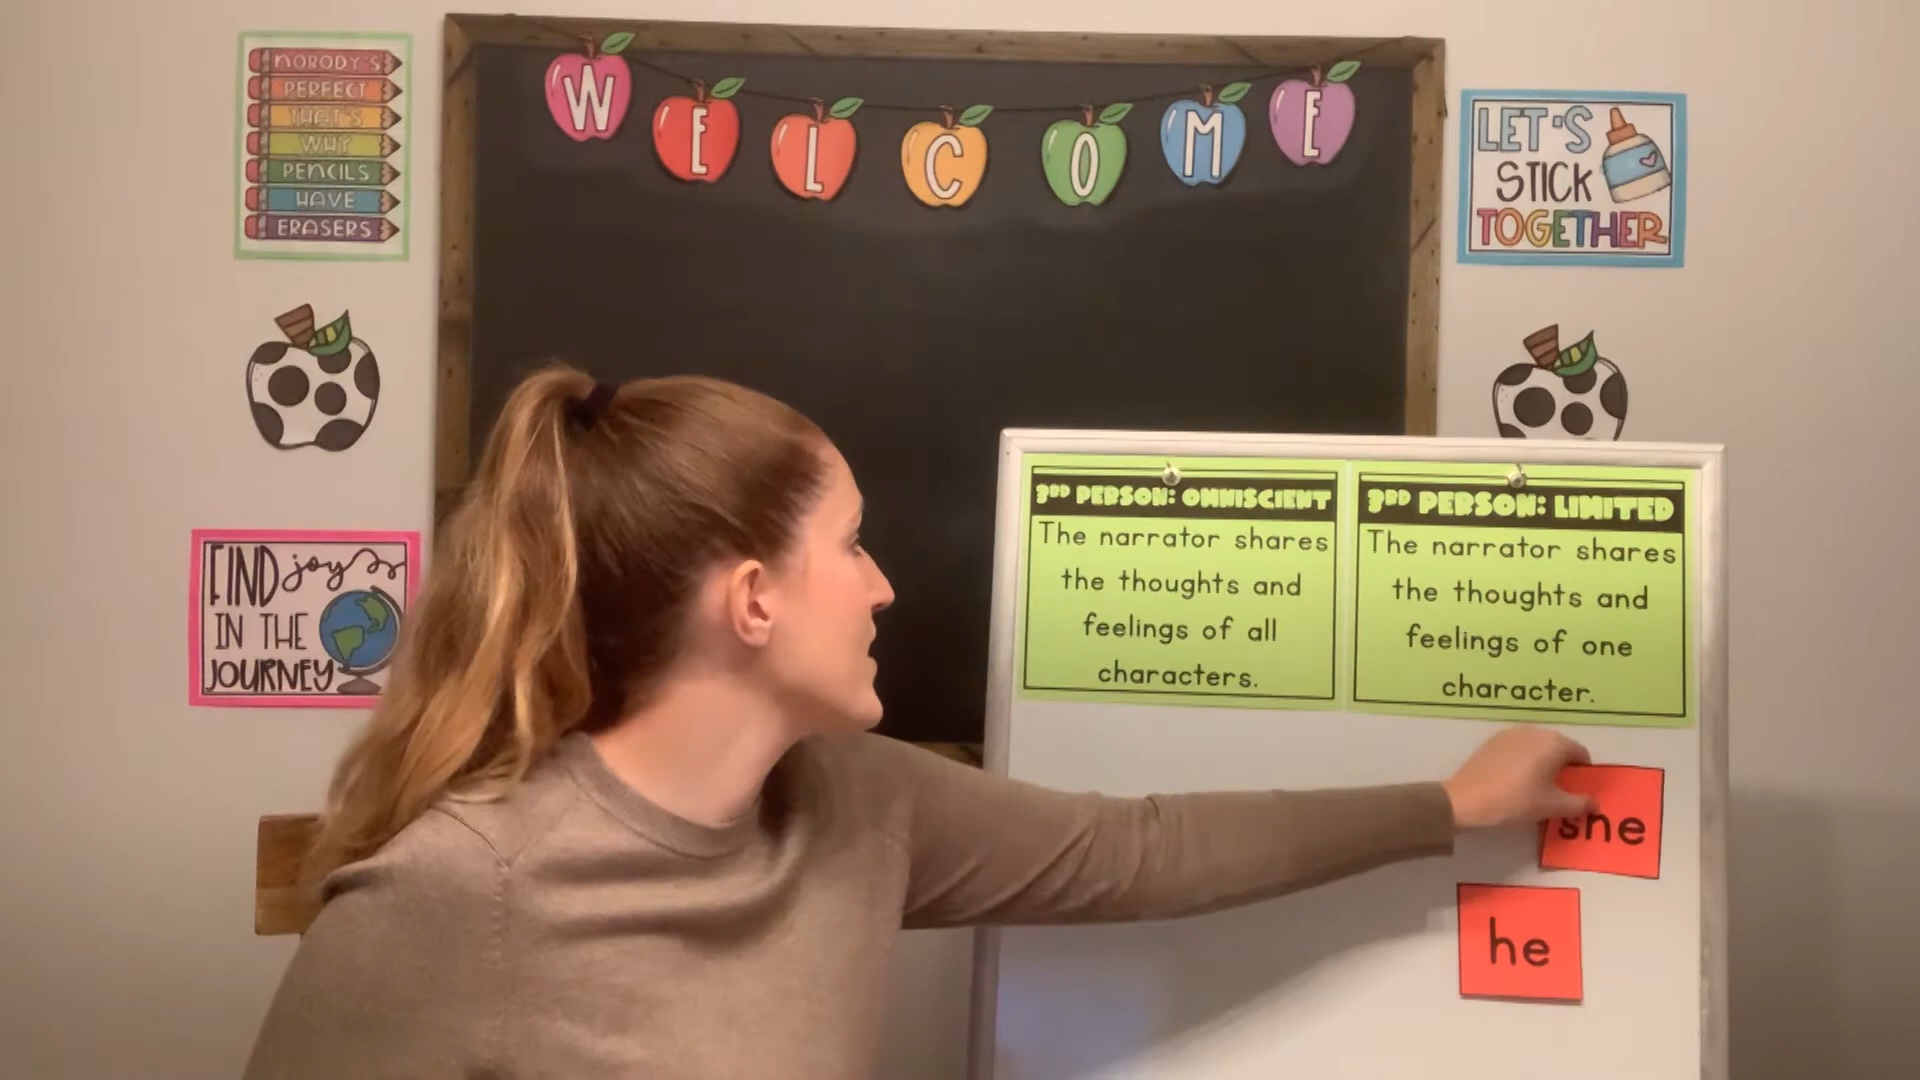 NOBODY'S
PERFECT
THAT'S
WHY
PENCILS
HAVE
ERASERS
WELCOME
LET'S
STICK
TOGETHER
FIND joy
IN THE
JOURNEY
3RD PERSON: OMNISCIENT
The narrator shares
the thoughts and
feelings of all
characters.
3RD PERSON: LIMITED
The narrator shares
the thoughts and
feelings of one
character.
she
he